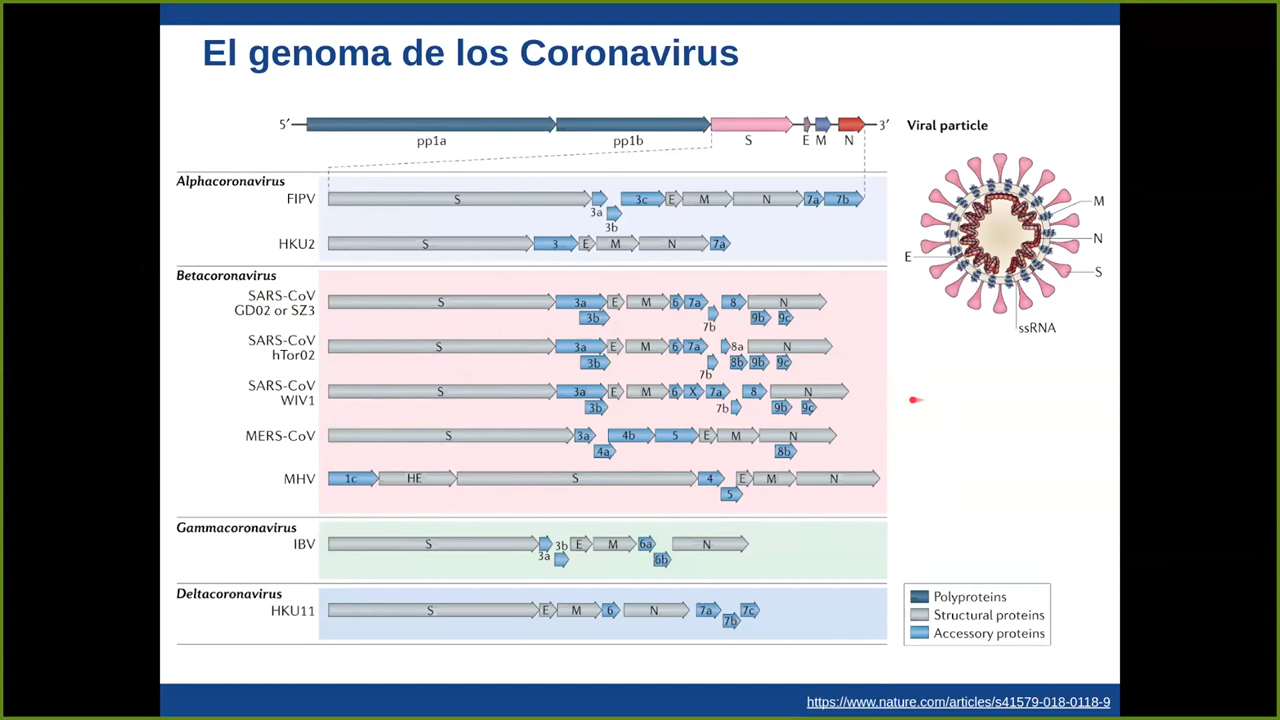 El genoma de los Coronavirus
5′ 3′
pp1a pp1b S E M N
Viral particle
M
N
E
S
ssRNA
Alphacoronavirus
FIPV S 3a 3b 3c E M N 7a 7b
HKU2 S 3 E M N 7a
Betacoronavirus
SARS-CoV
GD02 or SZ3
S 3a E M 6 7a 8 N
3b 7b 9b 9c
SARS-CoV
hTor02
S 3a E M 6 7a 8a N
3b 7b 8b 9b 9c
SARS-CoV
WIV1
S 3a E M 6 X 7a 8 N
3b 7b 9b 9c
MERS-CoV S 3a 4b 5 E M N
4a 8b
MHV 1c HE S 4 E M N
5
Gammacoronavirus
IBV S 3a 3b E M 6a N
6b
Deltacoronavirus
HKU11 S E M 6 N 7a 7c
7b
Polyproteins
Structural proteins
Accessory proteins
https://www.nature.com/articles/s41579-018-0118-9